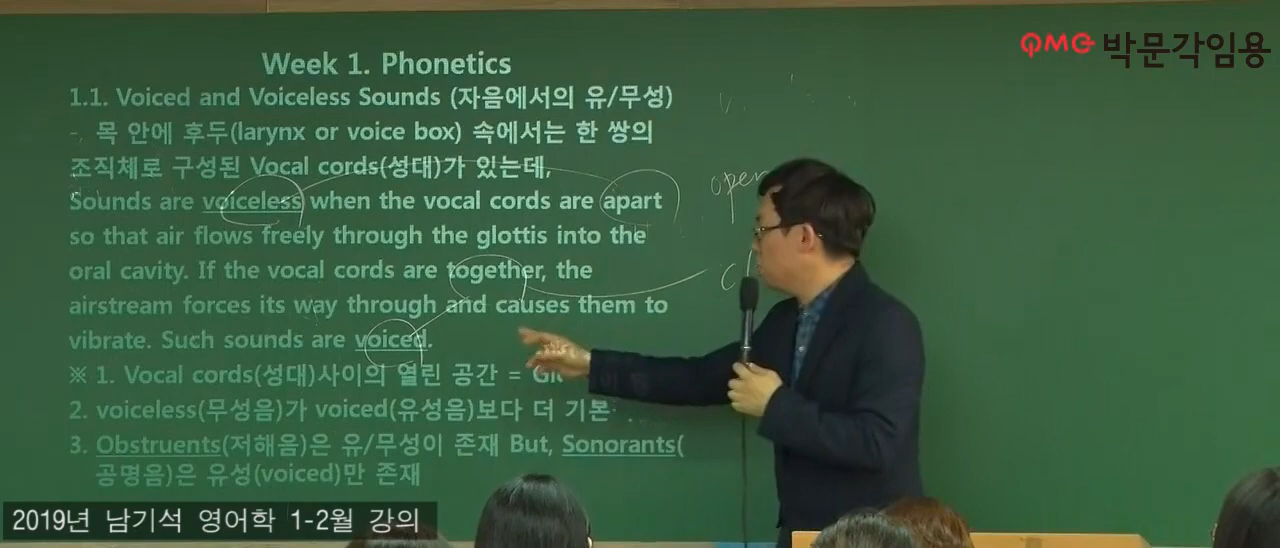 PMG 박문각임용
Week 1. Phonetics
1.1. Voiced and Voiceless Sounds (자음에서의 유/무성)
- 목 안에 후두(larynx or voice box) 속에서는 한 쌍의
조직체로 구성된 Vocal cords(성대)가 있는데,
Sounds are voiceless when the vocal cords are apart
so that air flows freely through the glottis into the
oral cavity. If the vocal cords are together, the
airstream forces its way through and causes them to
vibrate. Such sounds are voiced.
※ 1. Vocal cords(성대)사이의 열린 공간 =
2. voiceless(무성음)가 voiced(유성음)보다 더 기본
3. Obstruents(저해음)은 유/무성이 존재 But, Sonorants(
공명음)은 유성(voiced)만 존재
open
2019년 남기석 영어학 1-2월 강의